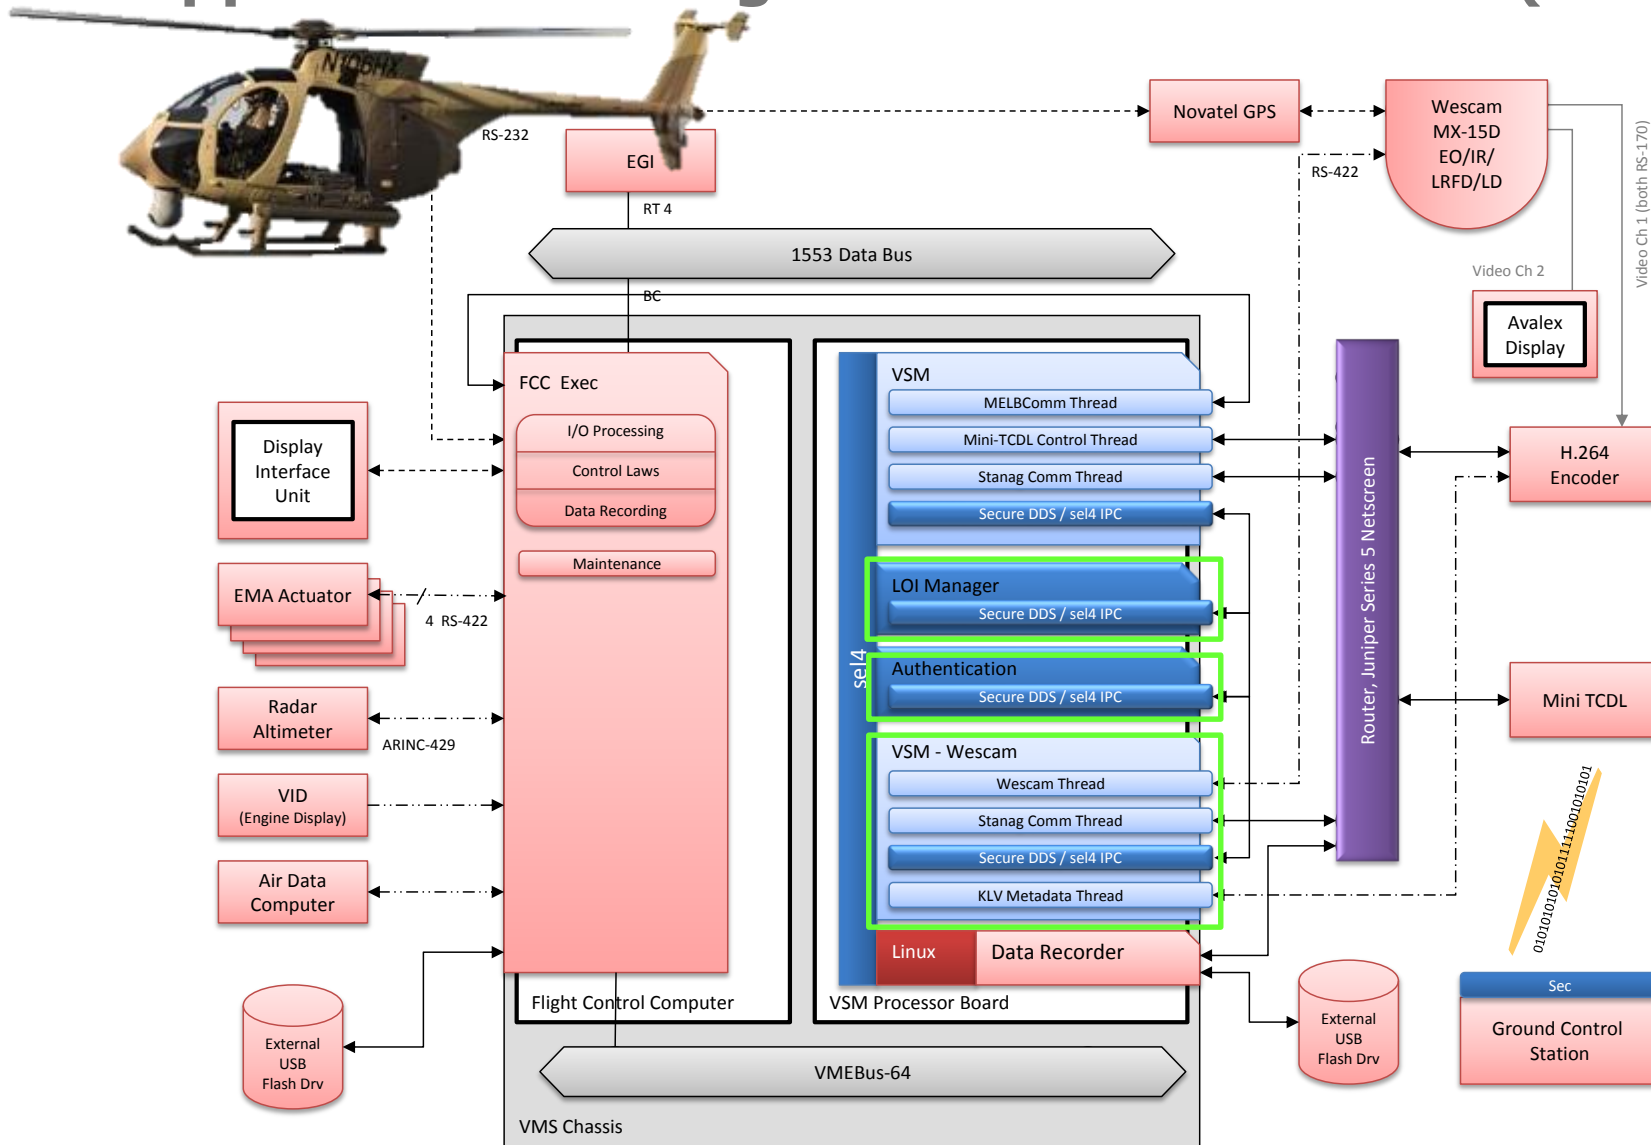 N106HX
RS-232
EGI
RT 4
Novatel GPS
Wescam
MX-15D
EO/IR/
LRFD/LD
RS-422
Video Ch 1 (both RS-170)
Video Ch 2
1553 Data Bus
BC
Avalex
Display
FCC Exec
I/O Processing
Control Laws
Data Recording
Maintenance
Flight Control Computer
Display
Interface
Unit
EMA Actuator
4 RS-422
Radar
Altimeter
ARINC-429
VID
(Engine Display)
Air Data
Computer
External
USB
Flash Drv
sel4
VSM
MELBComm Thread
Mini-TCDL Control Thread
Stanag Comm Thread
Secure DDS / sel4 IPC
LOI Manager
Secure DDS / sel4 IPC
Authentication
Secure DDS / sel4 IPC
VSM - Wescam
Wescam Thread
Stanag Comm Thread
Secure DDS / sel4 IPC
KLV Metadata Thread
Linux
Data Recorder
VSM Processor Board
VMEBus-64
VMS Chassis
Router, Juniper Series 5 Netscreen
H.264
Encoder
Mini TCDL
External
USB
Flash Drv
Sec
Ground Control
Station